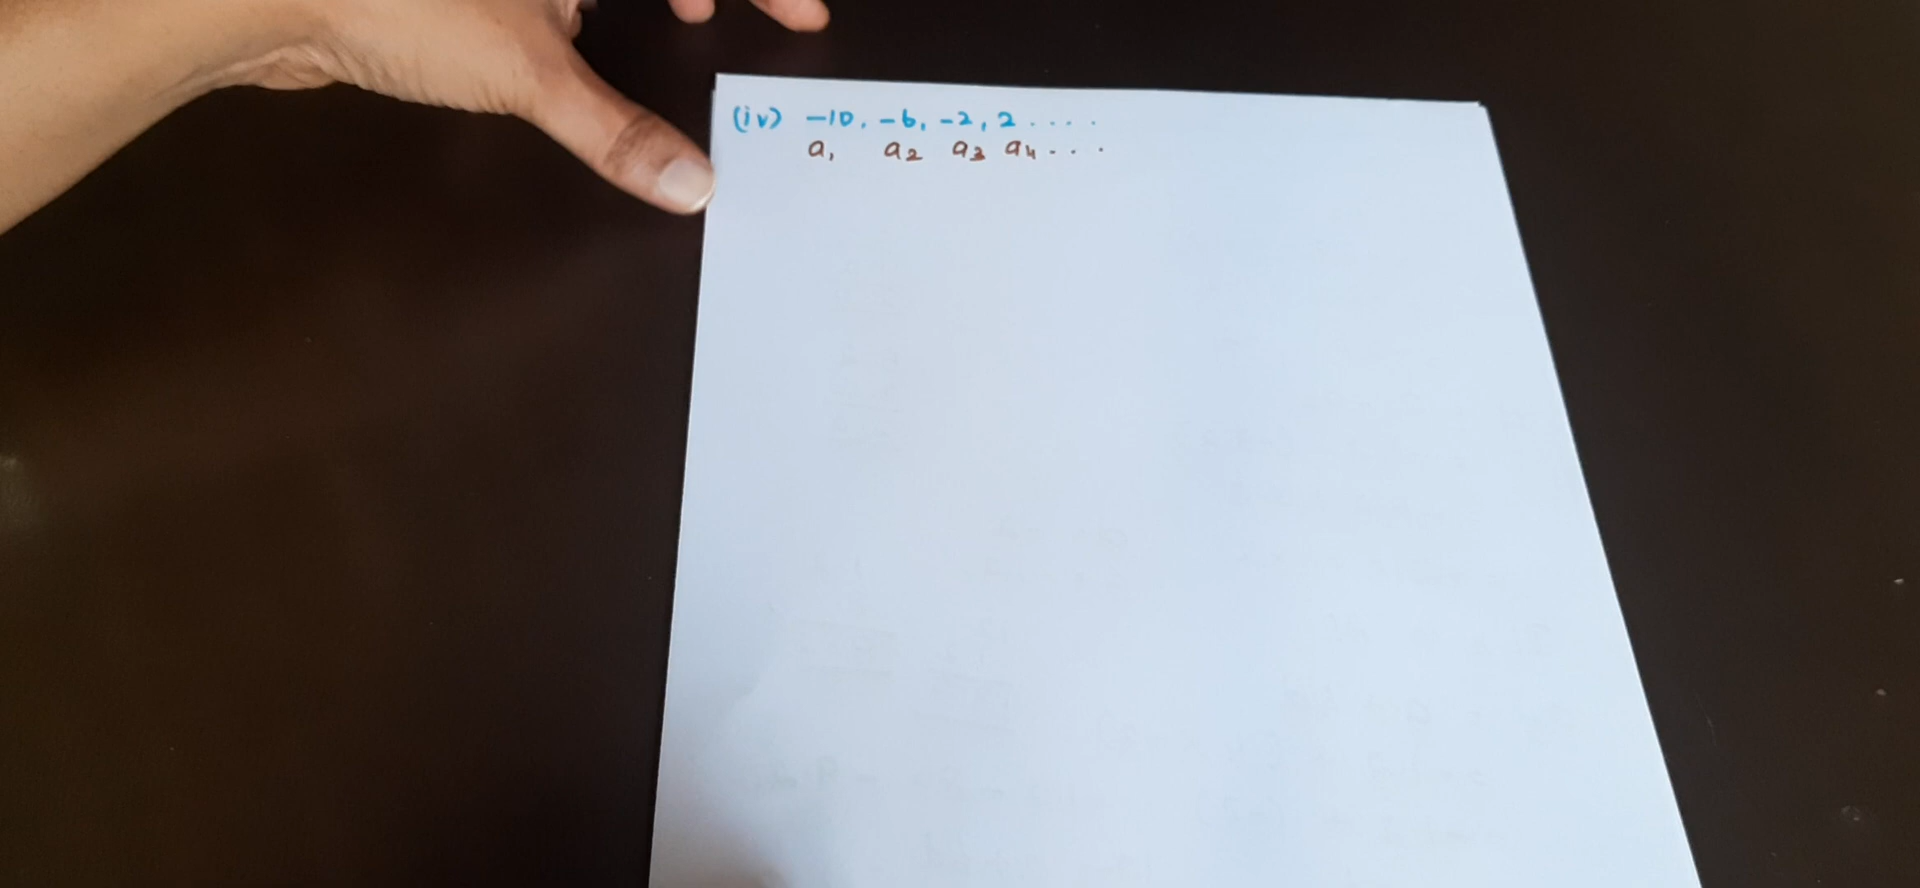 (iv) -10, -6, -2, 2 ....
a₁ a₂ a₃ a₄ ...